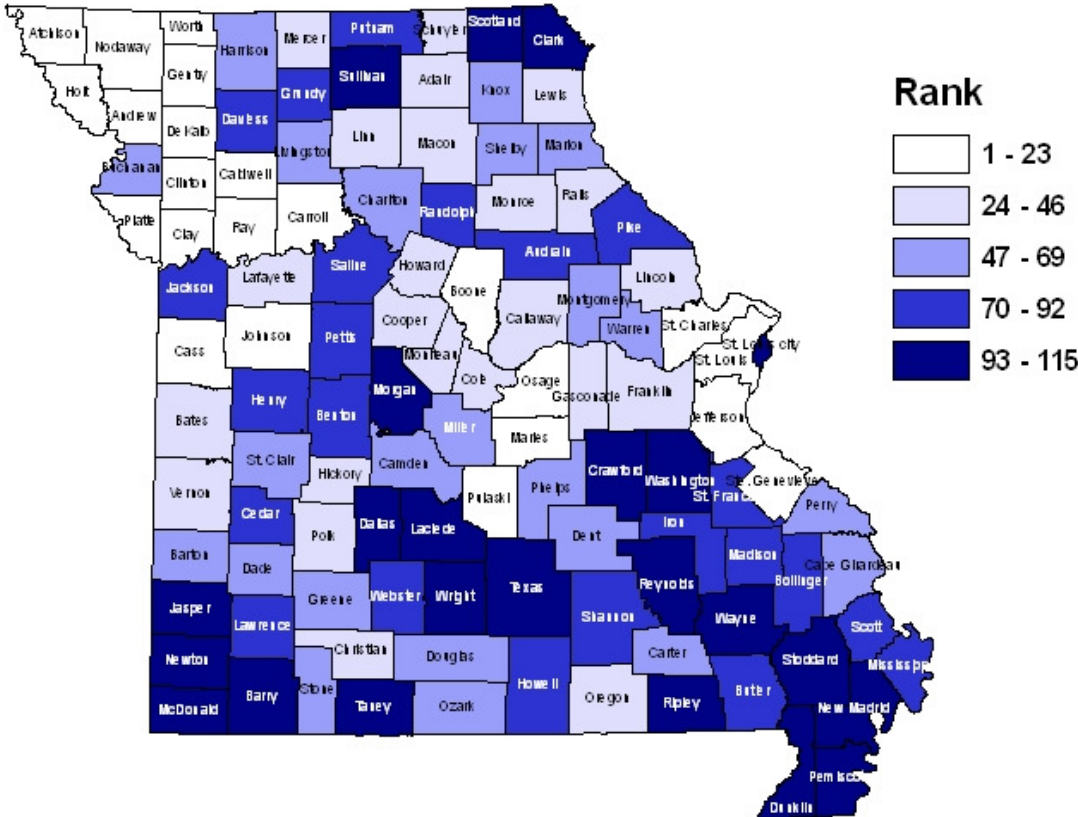 Atchison
Nodaway
Worth
Harrison
Mercer
Putnam
Schuyler
Scotland
Clark
Gentry
Holt
Andrew
De Kalb
Daviess
Grundy
Sullivan
Adair
Knox
Lewis
Buchanan
Clinton
Caldwell
Livingston
Linn
Macon
Shelby
Marion
Platte
Clay
Ray
Carroll
Chariton
Randolph
Monroe
Ralls
Pike
Audrain
Jackson
Lafayette
Saline
Howard
Boone
Callaway
Montgomery
Lincoln
Warren
St. Charles
St. Louis city
St. Louis
Cass
Johnson
Pettis
Cooper
Moniteau
Cole
Osage
Gasconade
Franklin
Jefferson
Bates
Henry
Benton
Morgan
Miller
Maries
St. Clair
Hickory
Camden
Pulaski
Phelps
Crawford
Washington
St. Franc
Ste. Genevieve
Perry
Vernon
Cedar
Polk
Dallas
Laclede
Dent
Iron
Madison
Bollinger
Cape Girardeau
Barton
Dade
Greene
Webster
Wright
Texas
Shannon
Reynolds
Wayne
Scott
Mississipp
Jasper
Lawrence
Christian
Douglas
Howell
Carter
Butler
Stoddard
New Madrid
Newton
McDonald
Barry
Stone
Taney
Ozark
Oregon
Ripley
Pemisco
Dunklin
Rank
1 - 23
24 - 46
47 - 69
70 - 92
93 - 115